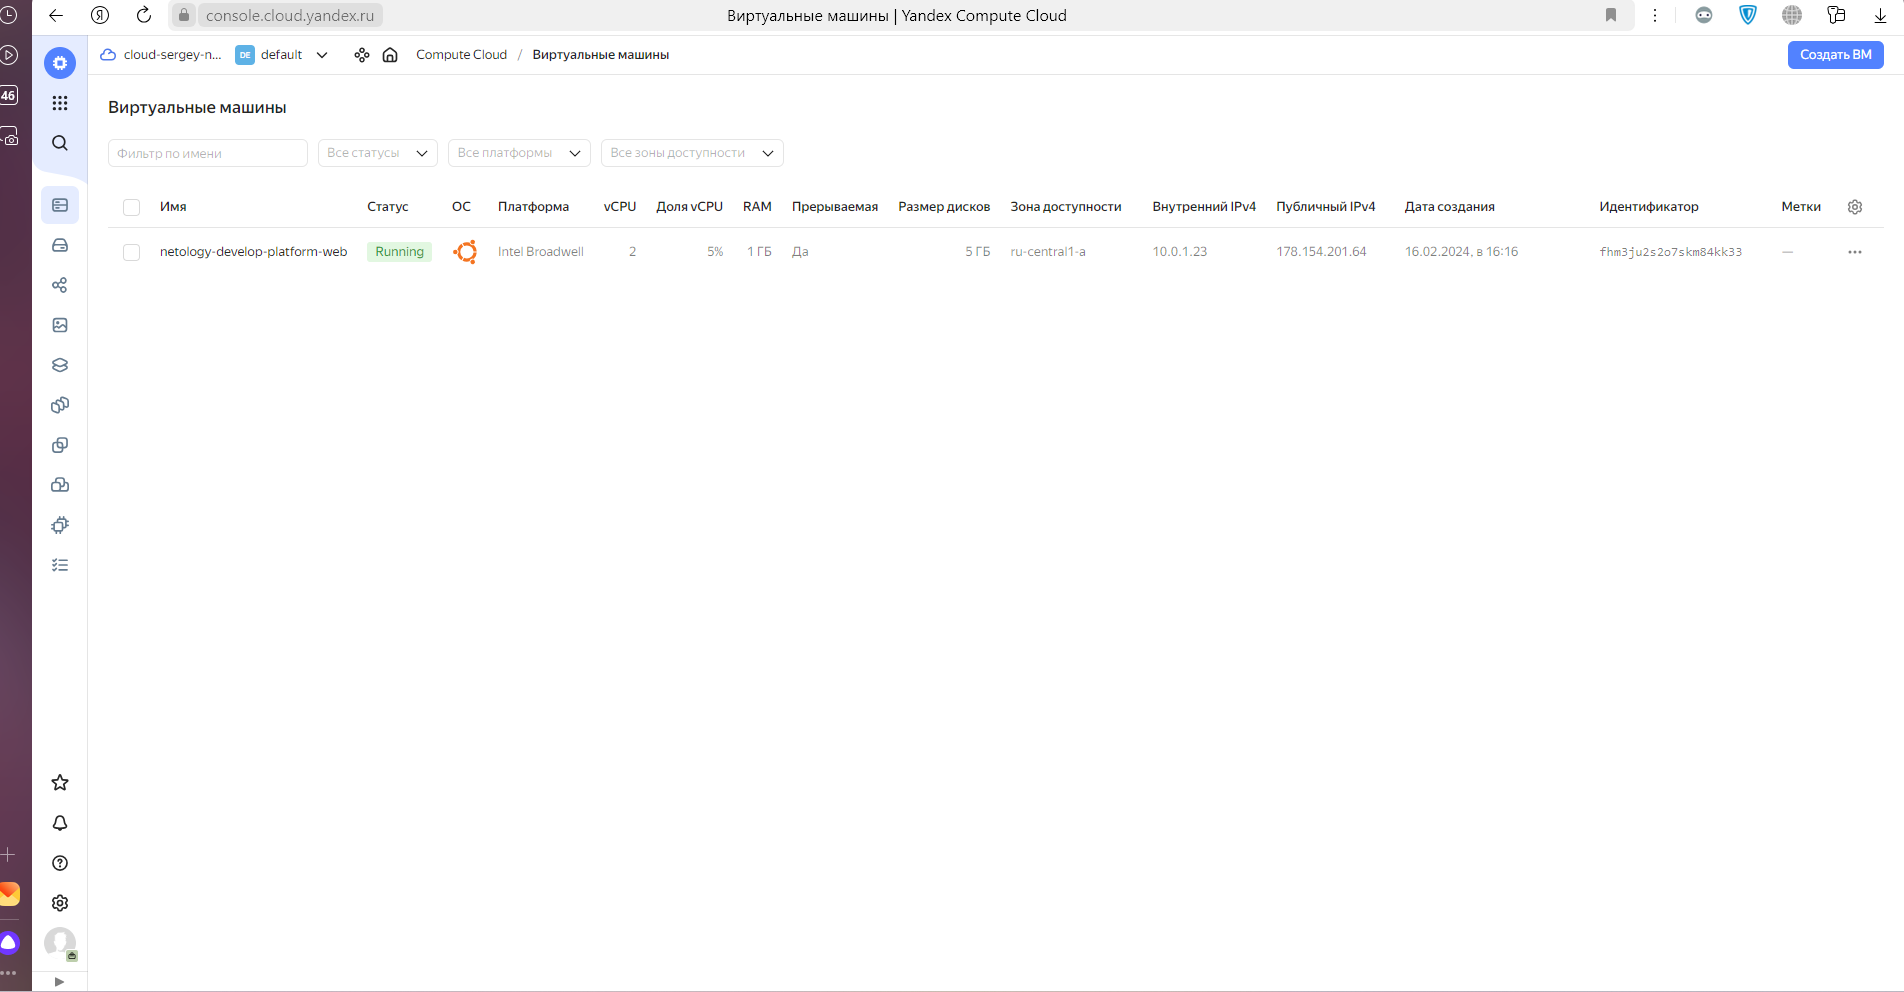 console.cloud.yandex.ru
Виртуальные машины | Yandex Compute Cloud
46
cloud-sergey-n... DE default Compute Cloud / Виртуальные машины
Создать ВМ
Виртуальные машины
Фильтр по имени Все статусы Все платформы Все зоны доступности
Имя Статус ОС Платформа vCPU Доля vCPU RAM Прерываемая Размер дисков Зона доступности Внутренний IPv4 Публичный IPv4 Дата создания Идентификатор Метки
netology-develop-platform-web Running Intel Broadwell 2 5% 1 ГБ Да 5 ГБ ru-central1-a 10.0.1.23 178.154.201.64 16.02.2024, в 16:16 fhm3ju2s2o7skm84kk33 — ...